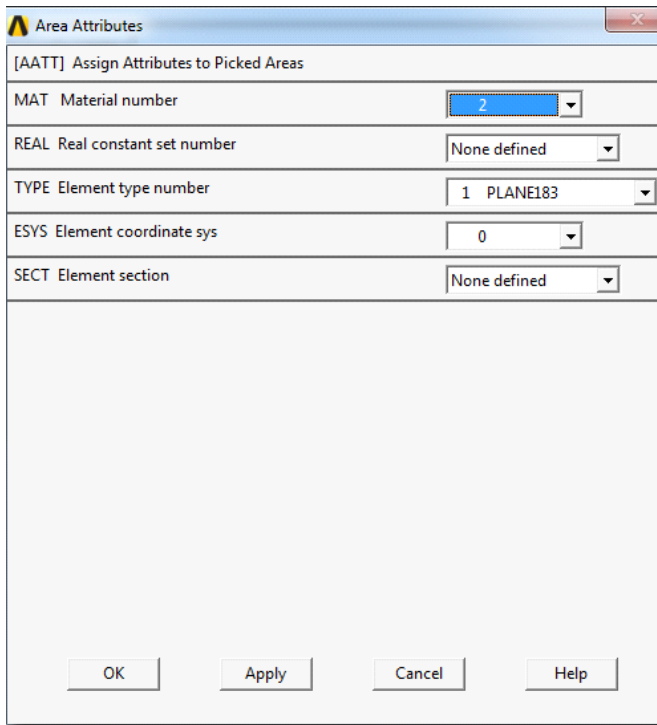 Area Attributes
[AATT] Assign Attributes to Picked Areas
MAT Material number 2
REAL Real constant set number None defined
TYPE Element type number 1 PLANE183
ESYS Element coordinate sys 0
SECT Element section None defined
OK Apply Cancel Help